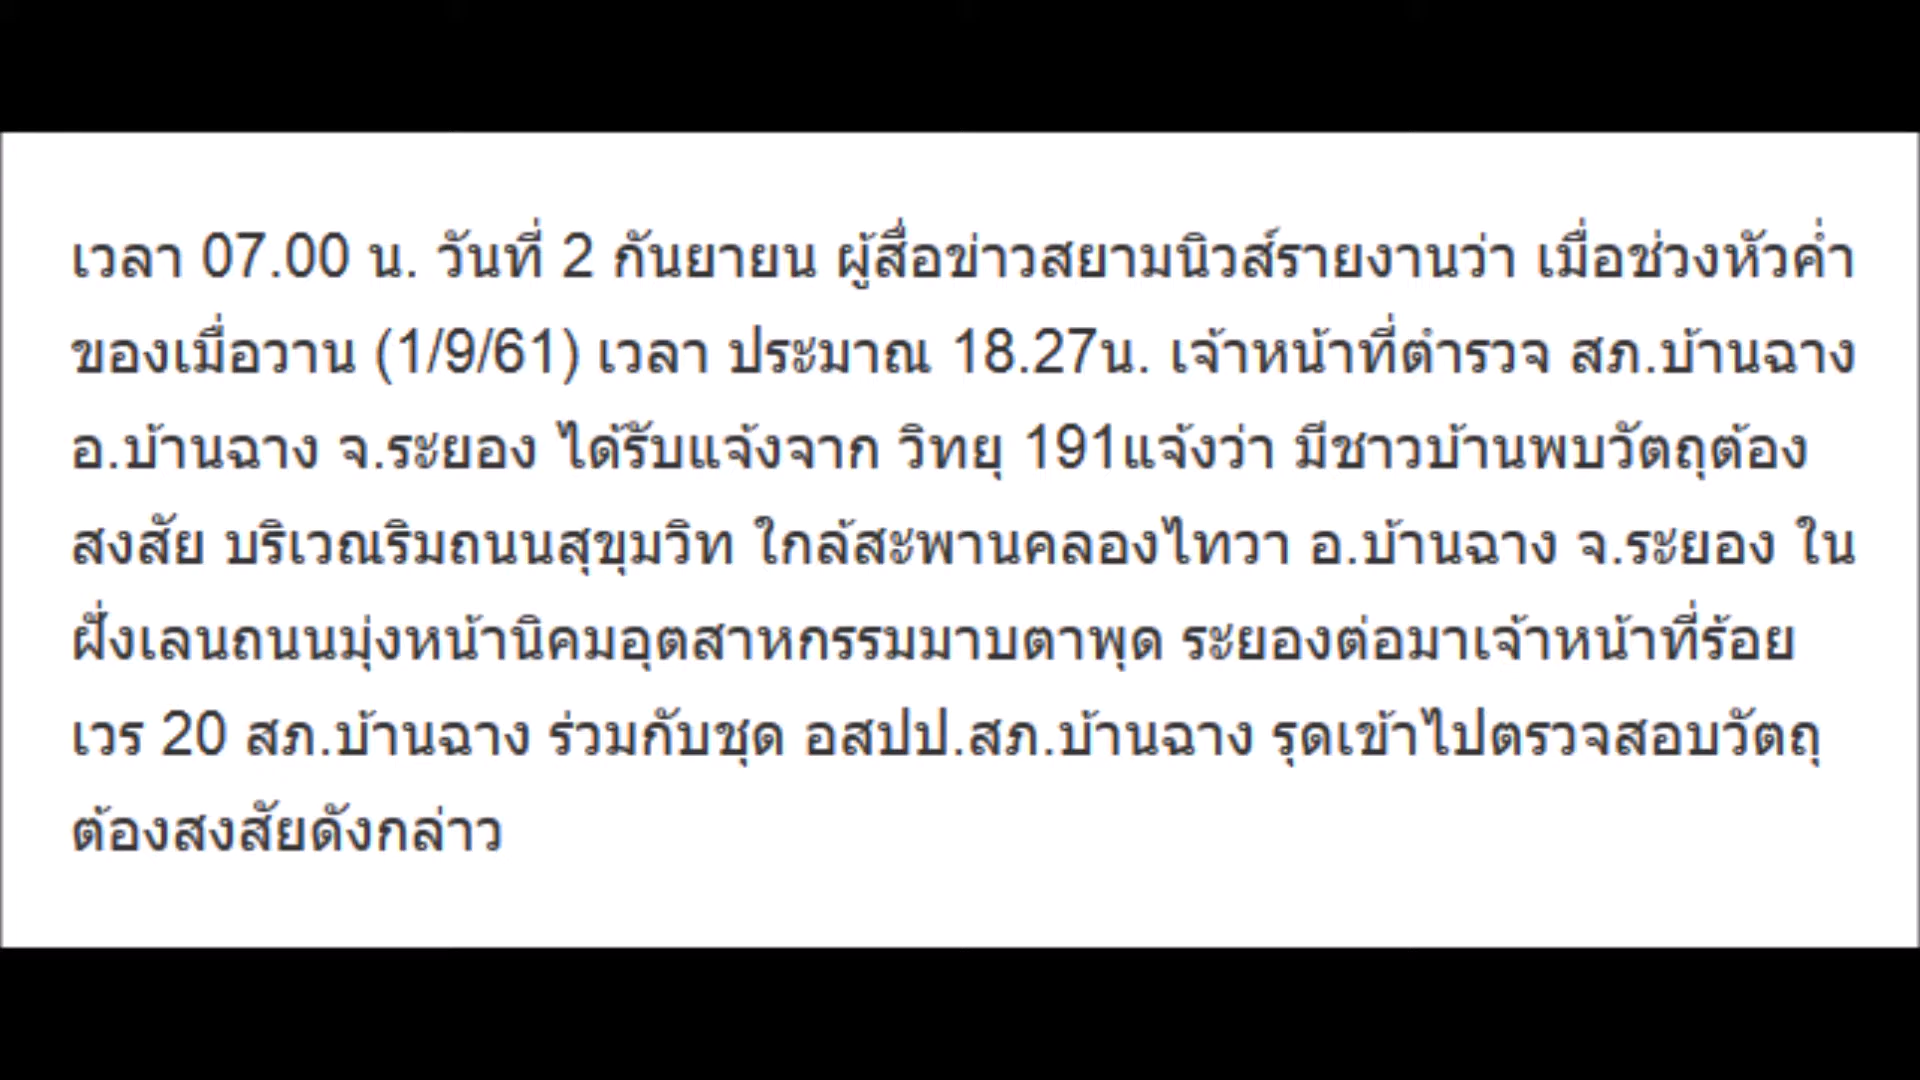 เวลา 07.00 น. วันที่ 2 กันยายน ผู้สื่อข่าวสยามนิวส์รายงานว่า เมื่อช่วงหัวค่ำ
ของเมื่อวาน (1/9/61) เวลา ประมาณ 18.27น. เจ้าหน้าที่ตำรวจ สภ.บ้านฉาง
อ.บ้านฉาง จ.ระยอง ได้รับแจ้งจาก วิทยุ 191แจ้งว่า มีชาวบ้านพบวัตถุต้อง
สงสัย บริเวณริมถนนสุขุมวิท ใกล้สะพานคลองไทวา อ.บ้านฉาง จ.ระยอง ใน
ฝั่งเลนถนนมุ่งหน้านิคมอุตสาหกรรมมาบตาพุด ระยองต่อมาเจ้าหน้าที่ร้อย
เวร 20 สภ.บ้านฉาง ร่วมกับชุด อสปป.สภ.บ้านฉาง รุดเข้าไปตรวจสอบวัตถุ
ต้องสงสัยดังกล่าว